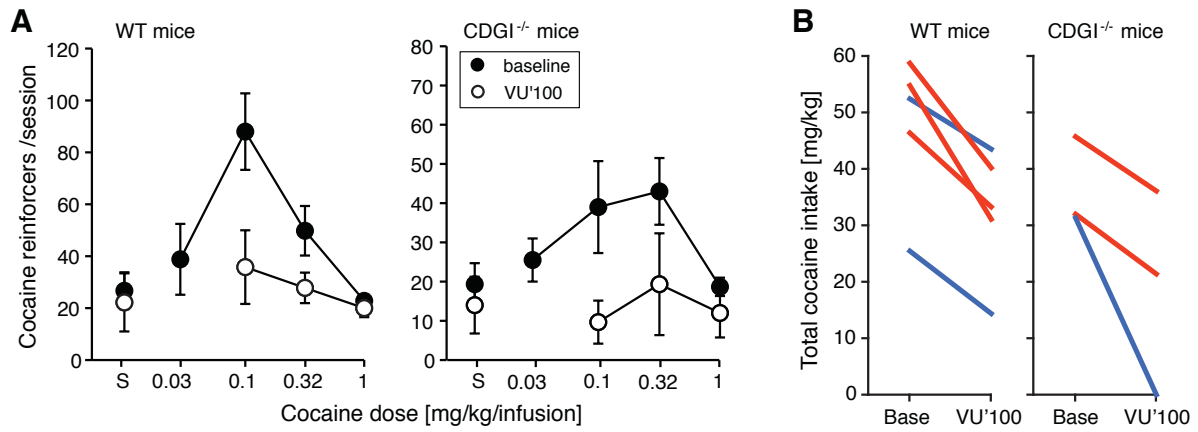 A
WT mice
CDGI-/- mice
B
WT mice
CDGI-/- mice
Cocaine reinforcers /session
120
100
80
60
40
20
0
80
70
60
50
40
30
20
10
0
baseline
VU'100
S 0.03 0.1 0.32 1
S 0.03 0.1 0.32 1
Cocaine dose [mg/kg/infusion]
Total cocaine intake [mg/kg]
60
50
40
30
20
10
0
Base VU'100
Base VU'100